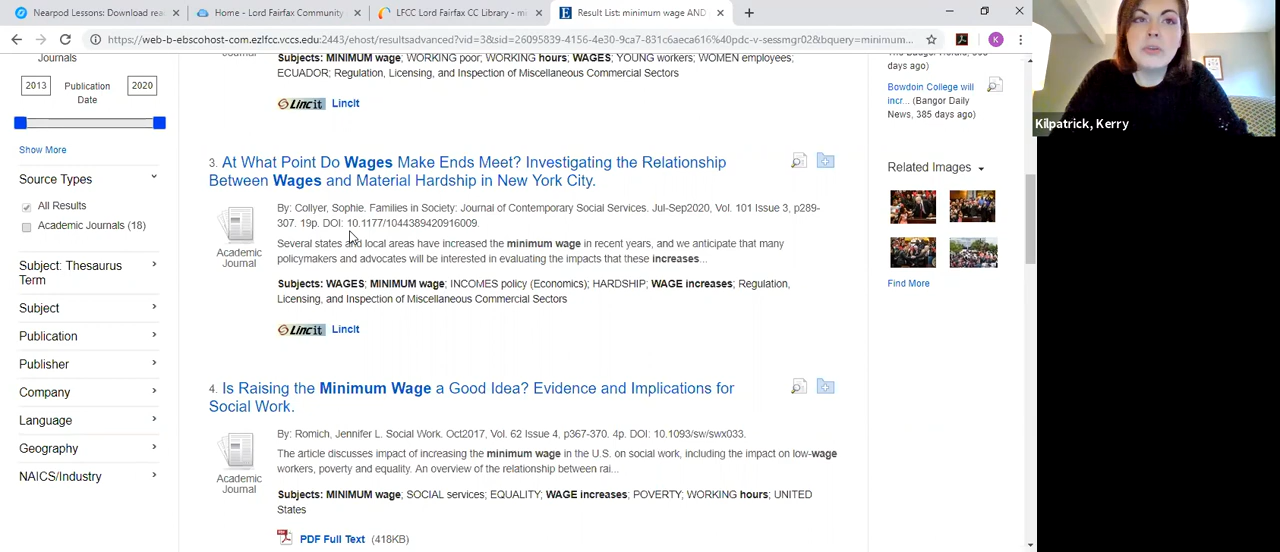 Nearpod Lessons: Download rea
Home - Lord Fairfax Community
LFCC Lord Fairfax CC Library - mi
Result List: minimum wage AND
https://web-b-ebscohost-com.ezlfcc.vccs.edu:2443/ehost/resultsadvanced?vid=3&sid=26095839-4156-4e30-9ca7-831c6aeca616%40pdc-v-sessmgr02&bquery=minimum...
K
Journals
2013
Publication
Date
2020
Show More
Source Types
All Results
Academic Journals (18)
Subject: Thesaurus
Term
Subject
Publication
Publisher
Company
Language
Geography
NAICS/Industry
Journal
Subjects: MINIMUM wage; WORKING poor; WORKING hours; WAGES; YOUNG workers; WOMEN employees;
ECUADOR; Regulation, Licensing, and Inspection of Miscellaneous Commercial Sectors
Lincit LincIt
3. At What Point Do Wages Make Ends Meet? Investigating the Relationship
Between Wages and Material Hardship in New York City.
Academic
Journal
By: Collyer, Sophie. Families in Society: Journal of Contemporary Social Services. Jul-Sep2020, Vol. 101 Issue 3, p289-
307. 19p. DOI: 10.1177/1044389420916009.
Several states and local areas have increased the minimum wage in recent years, and we anticipate that many
policymakers and advocates will be interested in evaluating the impacts that these increases...
Subjects: WAGES; MINIMUM wage; INCOMES policy (Economics); HARDSHIP; WAGE increases; Regulation,
Licensing, and Inspection of Miscellaneous Commercial Sectors
Lincit LincIt
4. Is Raising the Minimum Wage a Good Idea? Evidence and Implications for
Social Work.
Academic
Journal
By: Romich, Jennifer L. Social Work. Oct2017, Vol. 62 Issue 4, p367-370. 4p. DOI: 10.1093/sw/swx033.
The article discusses impact of increasing the minimum wage in the U.S. on social work, including the impact on low-wage
workers, poverty and equality. An overview of the relationship between rai...
Subjects: MINIMUM wage; SOCIAL services; EQUALITY; WAGE increases; POVERTY; WORKING hours; UNITED
States
PDF Full Text (418KB)
days ago)
Bowdoin College will
incr... (Bangor Daily
News, 385 days ago)
Related Images
Find More
Kilpatrick, Kerry